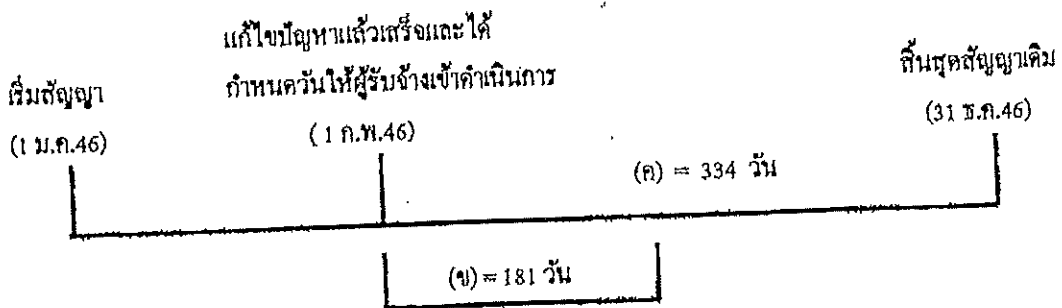 แก้ไขปัญหาแล้วเสร็จและได้
กำหนดวันให้ผู้รับจ้างเข้าดำเนินการ
(1 ก.พ.46)
เริ่มสัญญา
(1 ม.ค.46)
สิ้นสุดสัญญาเดิม
(31 ธ.ค.46)
(ค) = 334 วัน
(ข) = 181 วัน